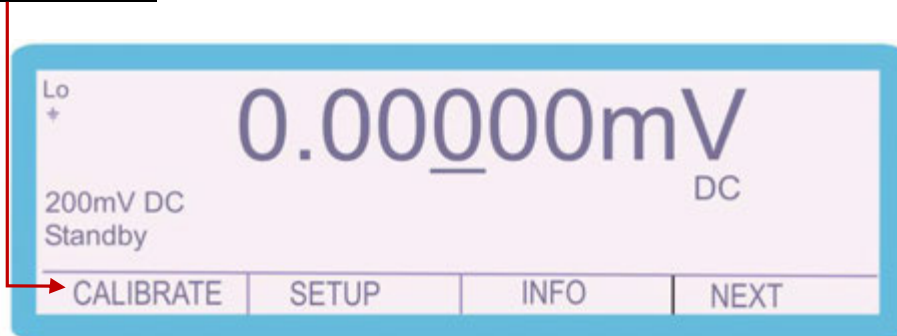 Lo
0.00000mV
DC
200mV DC
Standby
CALIBRATE SETUP INFO NEXT